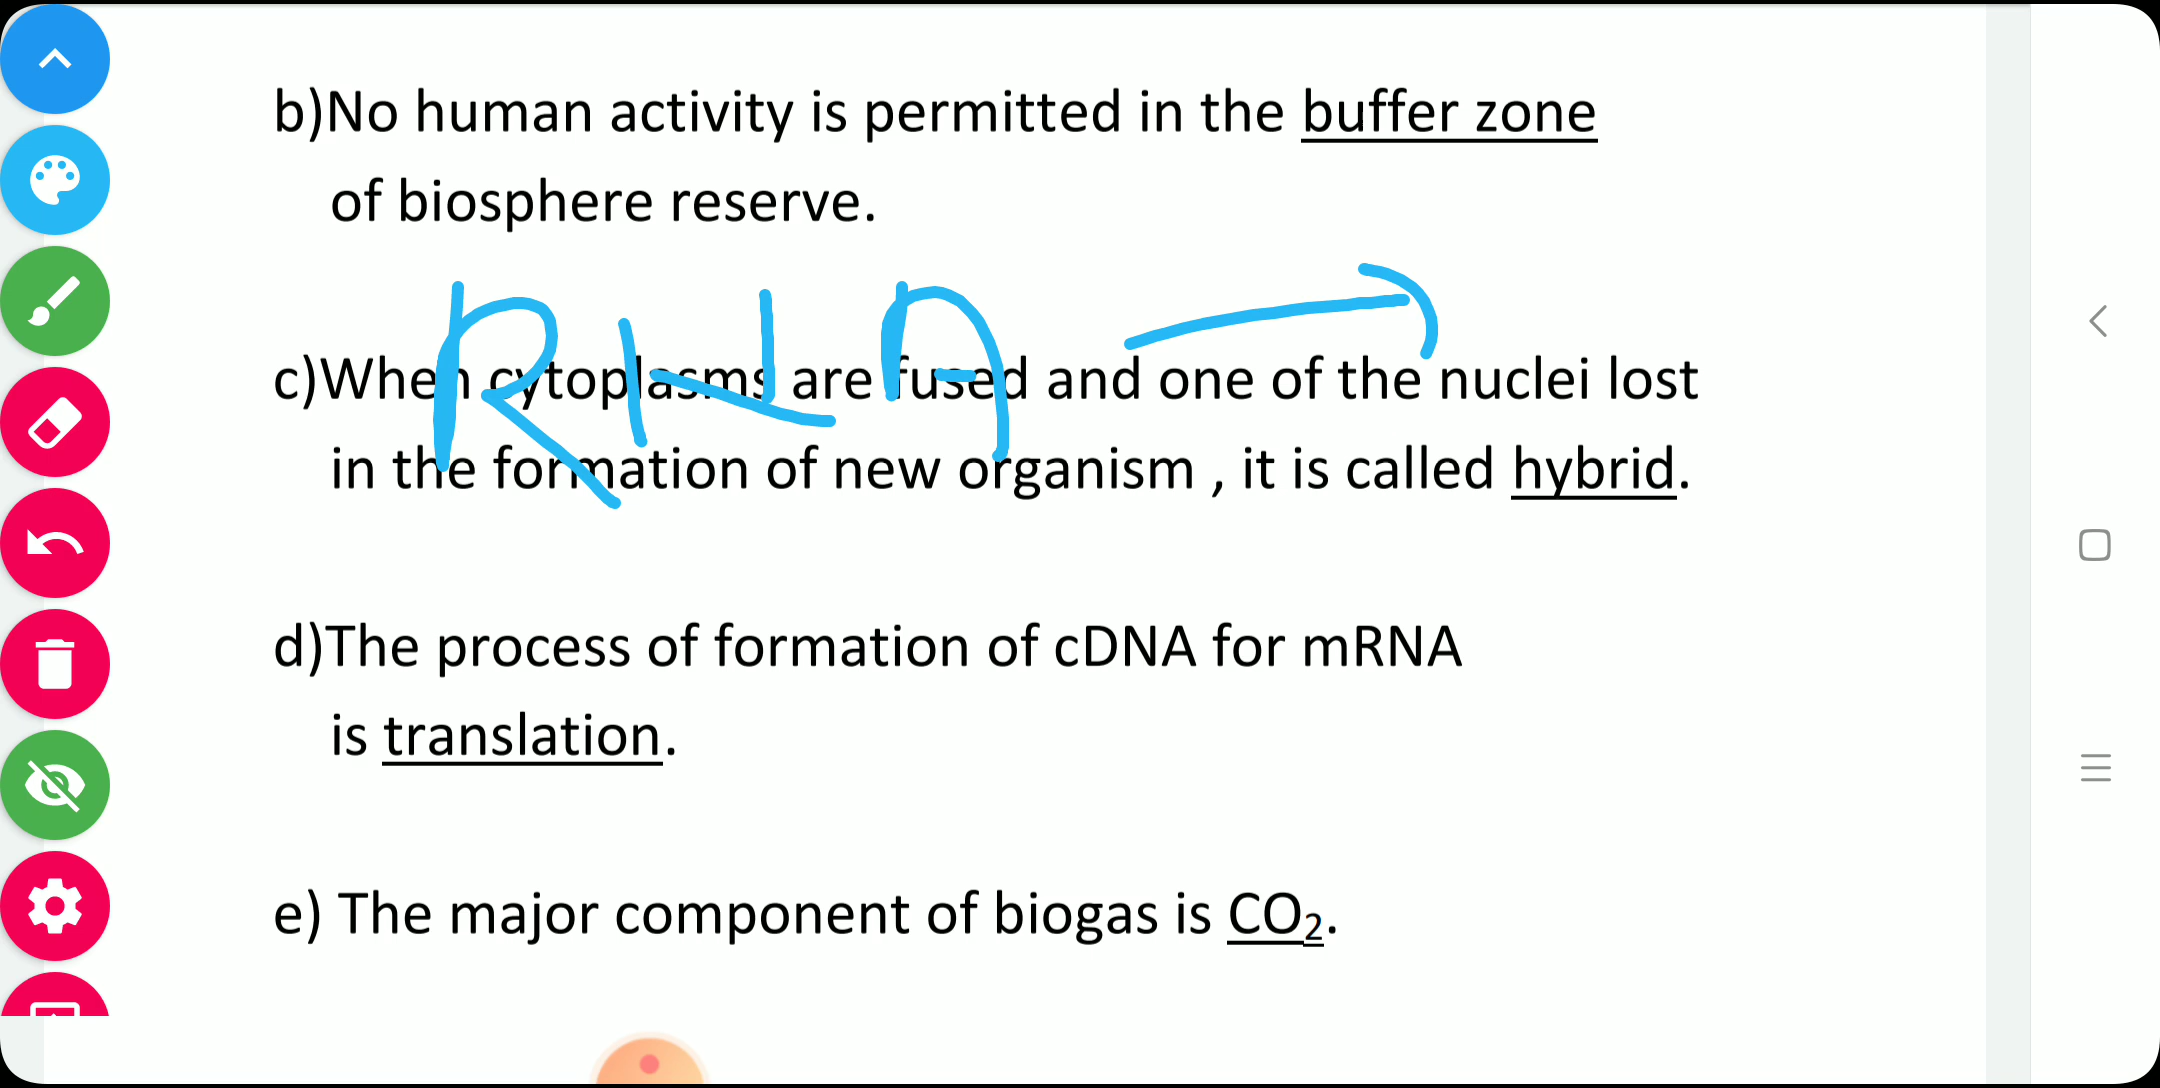 b)No human activity is permitted in the buffer zone
of biosphere reserve.
RNA
c)When cytoplasms are fused and one of the nuclei lost
in the formation of new organism , it is called hybrid.
d)The process of formation of cDNA for mRNA
is translation.
e) The major component of biogas is CO₂.